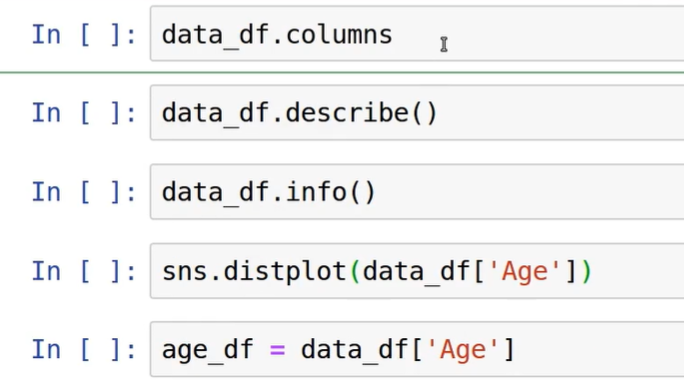 In [ ]: data_df.columns
In [ ]: data_df.describe()
In [ ]: data_df.info()
In [ ]: sns.distplot(data_df['Age'])
In [ ]: age_df = data_df['Age']